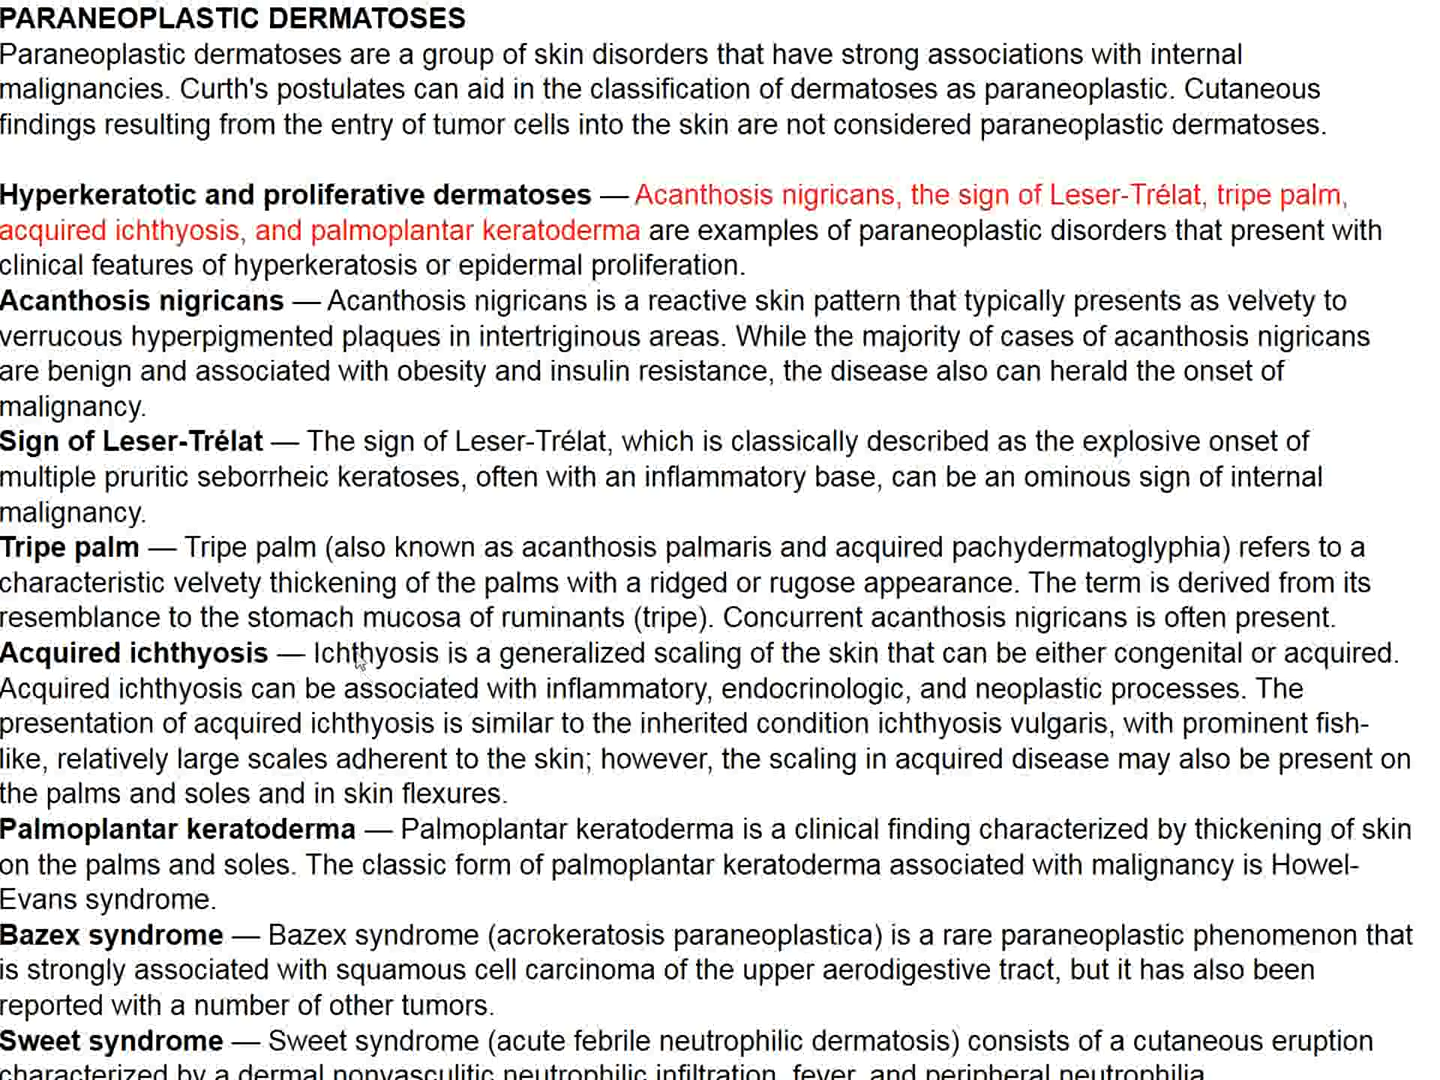 PARANEOPLASTIC DERMATOSES
Paraneoplastic dermatoses are a group of skin disorders that have strong associations with internal
malignancies. Curth's postulates can aid in the classification of dermatoses as paraneoplastic. Cutaneous
findings resulting from the entry of tumor cells into the skin are not considered paraneoplastic dermatoses.
Hyperkeratotic and proliferative dermatoses — Acanthosis nigricans, the sign of Leser-Trélat, tripe palm,
acquired ichthyosis, and palmoplantar keratoderma are examples of paraneoplastic disorders that present with
clinical features of hyperkeratosis or epidermal proliferation.
Acanthosis nigricans — Acanthosis nigricans is a reactive skin pattern that typically presents as velvety to
verrucous hyperpigmented plaques in intertriginous areas. While the majority of cases of acanthosis nigricans
are benign and associated with obesity and insulin resistance, the disease also can herald the onset of
malignancy.
Sign of Leser-Trélat — The sign of Leser-Trélat, which is classically described as the explosive onset of
multiple pruritic seborrheic keratoses, often with an inflammatory base, can be an ominous sign of internal
malignancy.
Tripe palm — Tripe palm (also known as acanthosis palmaris and acquired pachydermatoglyphia) refers to a
characteristic velvety thickening of the palms with a ridged or rugose appearance. The term is derived from its
resemblance to the stomach mucosa of ruminants (tripe). Concurrent acanthosis nigricans is often present.
Acquired ichthyosis — Ichthyosis is a generalized scaling of the skin that can be either congenital or acquired.
Acquired ichthyosis can be associated with inflammatory, endocrinologic, and neoplastic processes. The
presentation of acquired ichthyosis is similar to the inherited condition ichthyosis vulgaris, with prominent fish-
like, relatively large scales adherent to the skin; however, the scaling in acquired disease may also be present on
the palms and soles and in skin flexures.
Palmoplantar keratoderma — Palmoplantar keratoderma is a clinical finding characterized by thickening of skin
on the palms and soles. The classic form of palmoplantar keratoderma associated with malignancy is Howel-
Evans syndrome.
Bazex syndrome — Bazex syndrome (acrokeratosis paraneoplastica) is a rare paraneoplastic phenomenon that
is strongly associated with squamous cell carcinoma of the upper aerodigestive tract, but it has also been
reported with a number of other tumors.
Sweet syndrome — Sweet syndrome (acute febrile neutrophilic dermatosis) consists of a cutaneous eruption
characterized by a dermal nonvasculitic neutrophilic infiltration, fever, and peripheral neutrophilia.